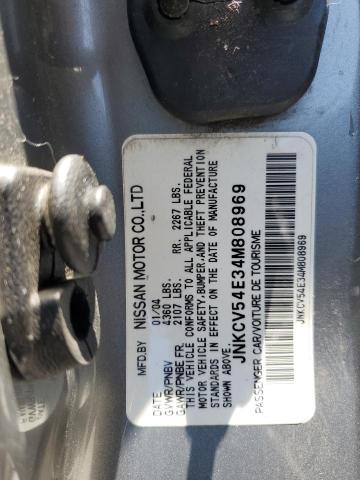 MFD.BY NISSAN MOTOR CO.,LTD
DATE 01/04
GVWR/PNBV 4360 LBS.
GAWR/PNBE FR. 2107 LBS. RR. 2267 LBS.
THIS VEHICLE CONFORMS TO ALL APPLICABLE FEDERAL
MOTOR VEHICLE SAFETY,BUMPER,AND THEFT PREVENTION
STANDARDS IN EFFECT ON THE DATE OF MANUFACTURE
SHOWN ABOVE.
JNKCV54E34M808969
PASSENGER CAR/VOITURE DE TOURISME
JNKCV54E34M808969